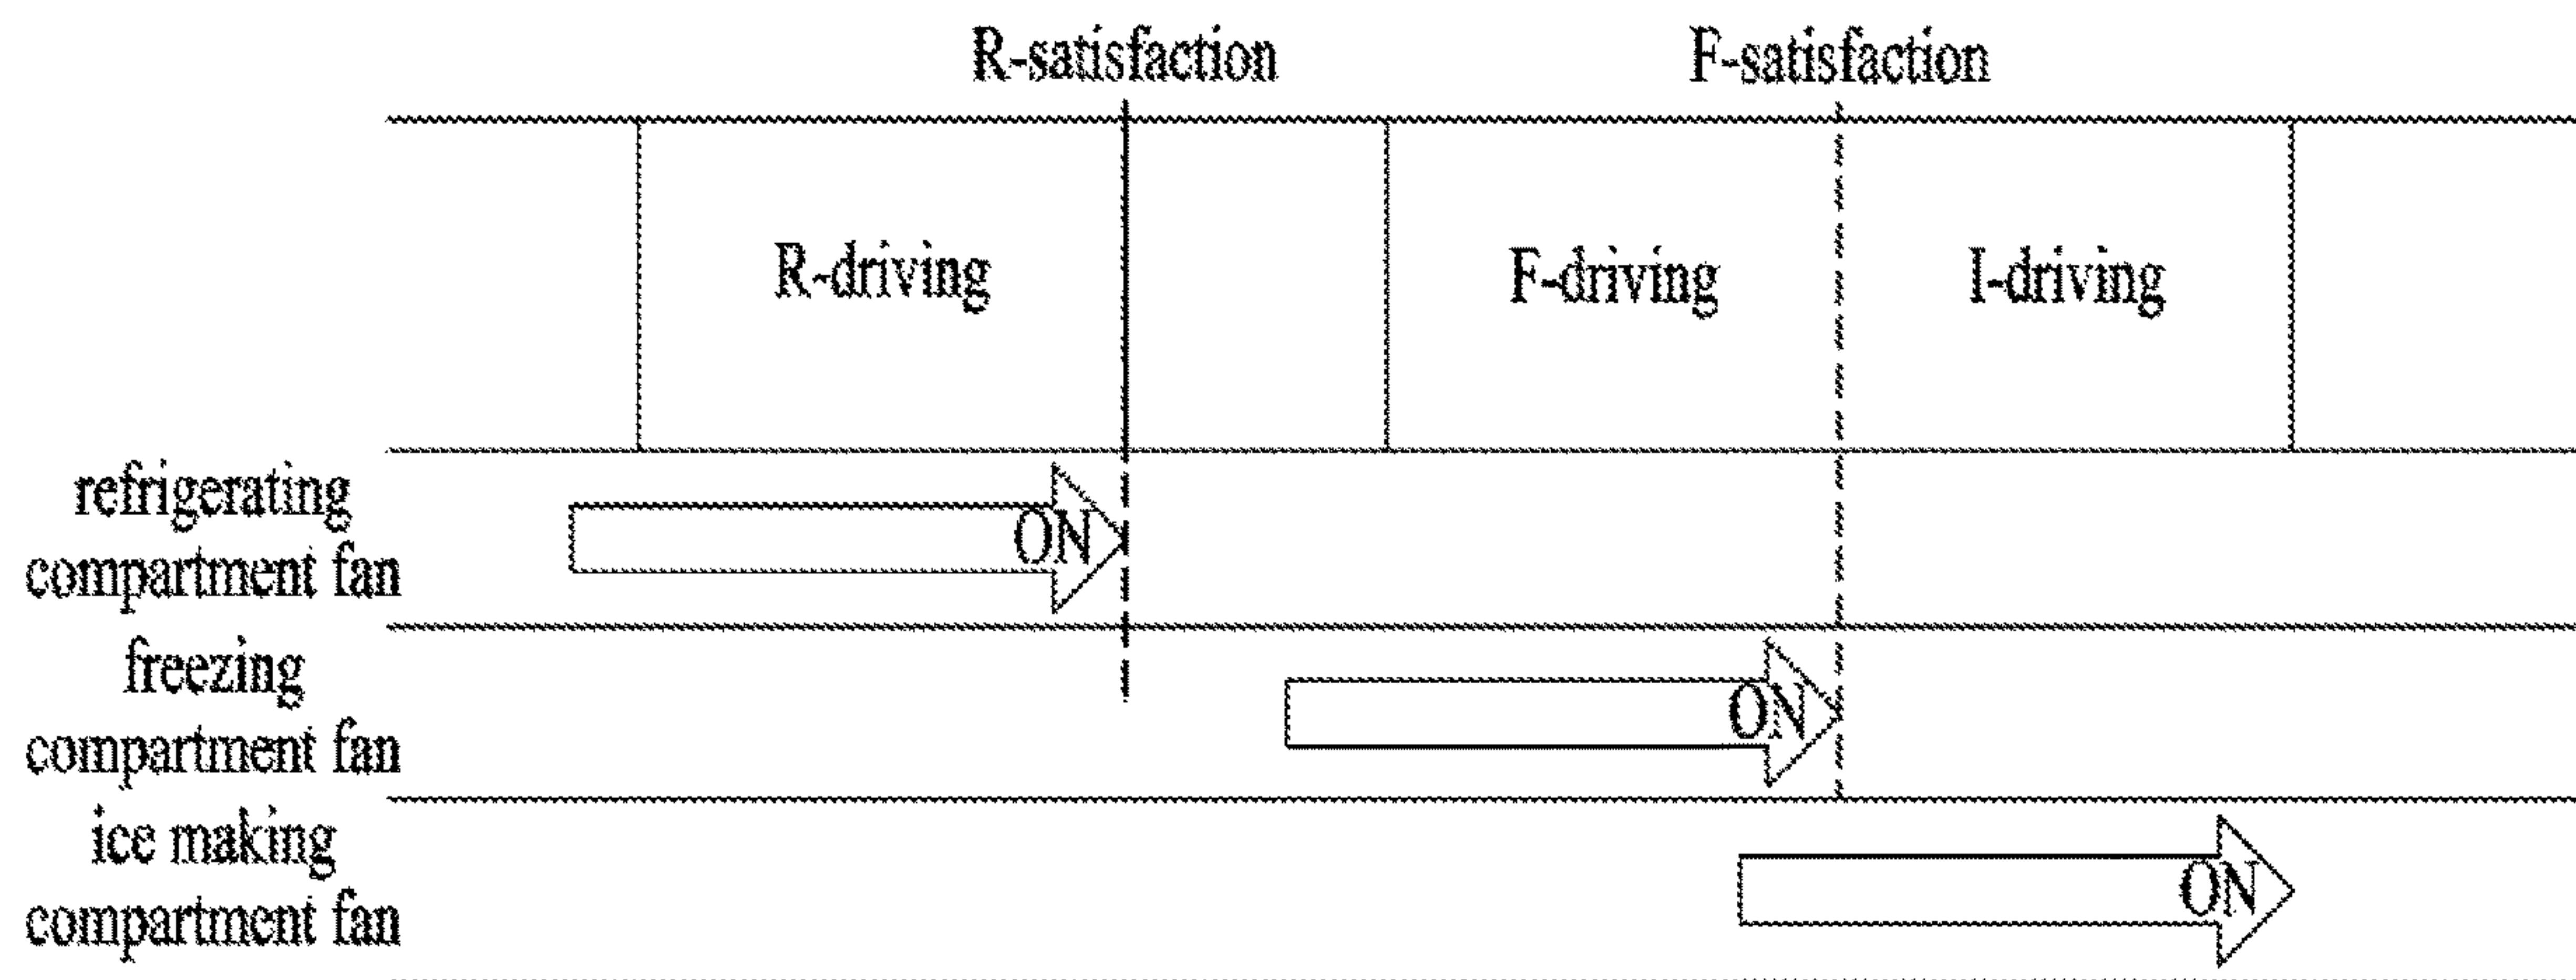 R-satisfaction
F-satisfaction
R-driving
F-driving
I-driving
refrigerating
compartment fan
ON
freezing
compartment fan
ON
ice making
compartment fan
ON